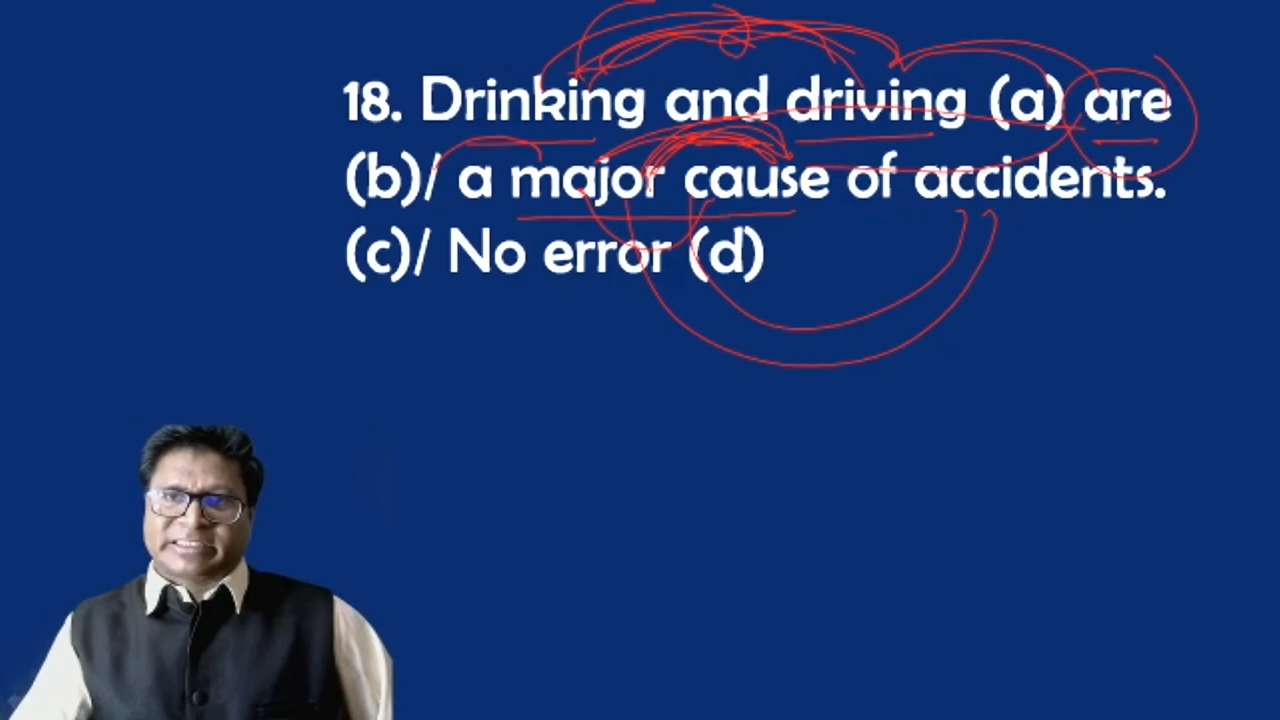 18. Drinking and driving (a) are
(b)/ a major cause of accidents.
(c)/ No error (d)